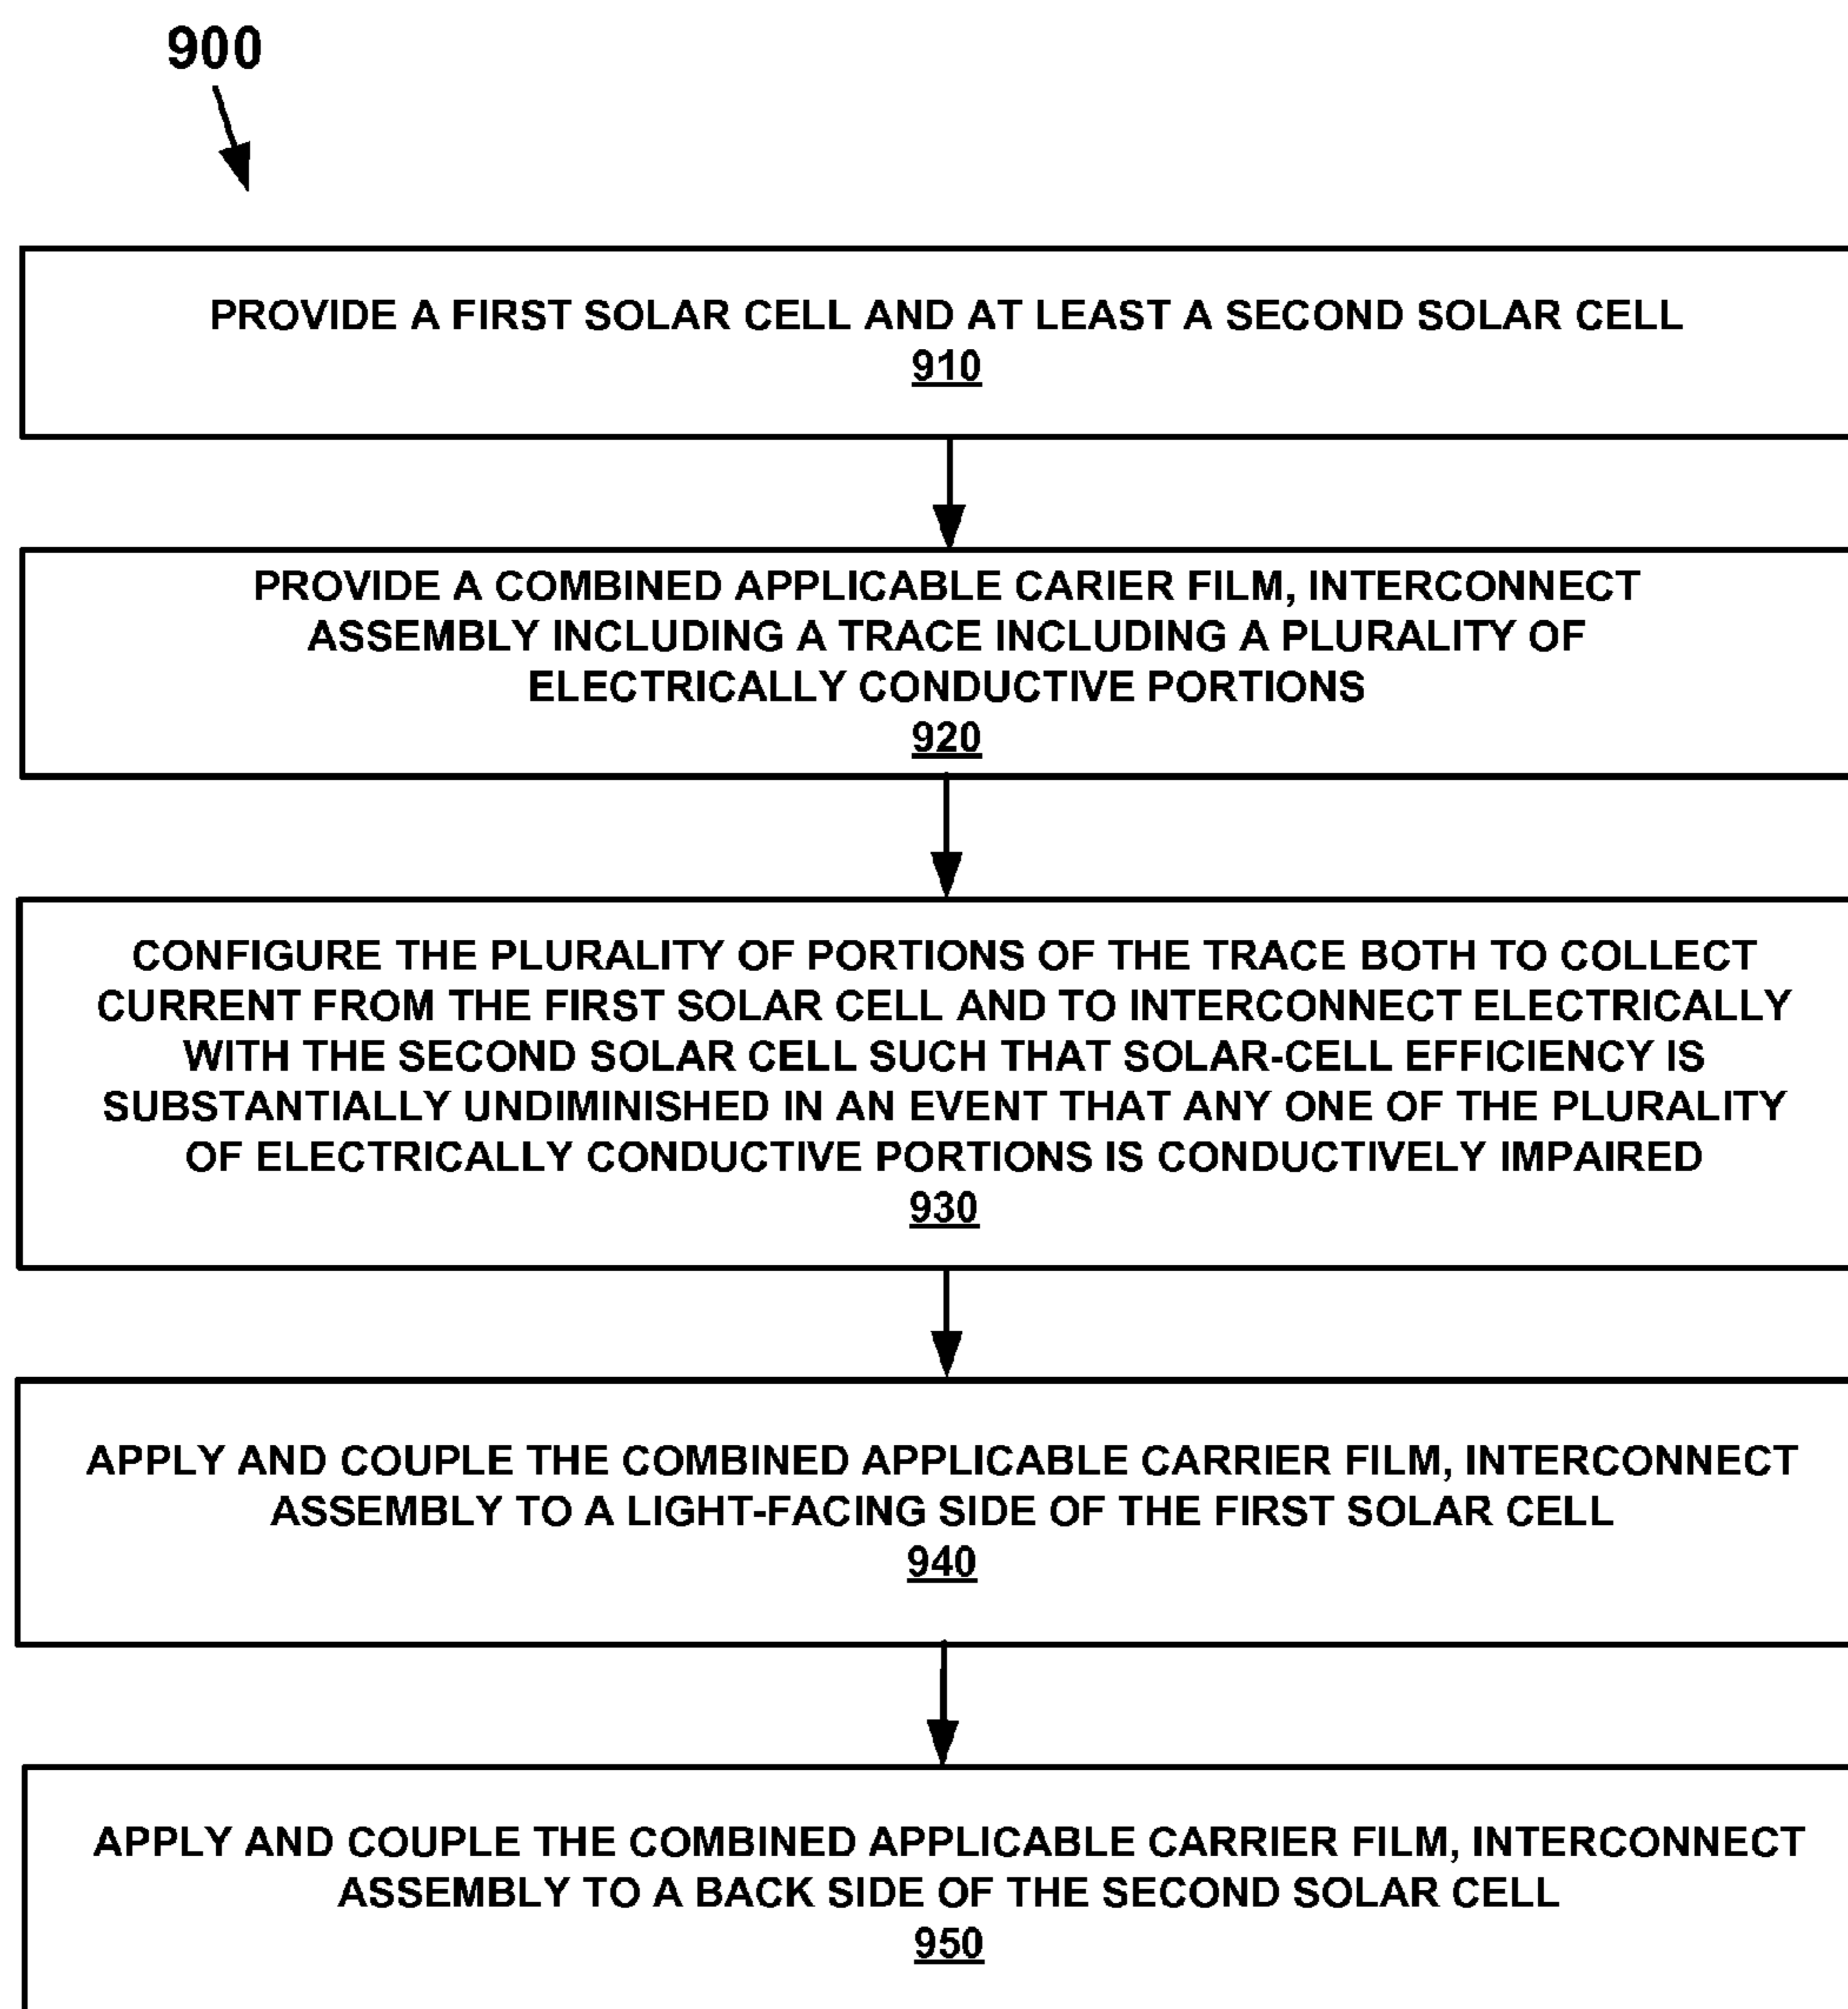 900
PROVIDE A FIRST SOLAR CELL AND AT LEAST A SECOND SOLAR CELL
910
PROVIDE A COMBINED APPLICABLE CARIER FILM, INTERCONNECT
ASSEMBLY INCLUDING A TRACE INCLUDING A PLURALITY OF
ELECTRICALLY CONDUCTIVE PORTIONS
920
CONFIGURE THE PLURALITY OF PORTIONS OF THE TRACE BOTH TO COLLECT
CURRENT FROM THE FIRST SOLAR CELL AND TO INTERCONNECT ELECTRICALLY
WITH THE SECOND SOLAR CELL SUCH THAT SOLAR-CELL EFFICIENCY IS
SUBSTANTIALLY UNDIMINISHED IN AN EVENT THAT ANY ONE OF THE PLURALITY
OF ELECTRICALLY CONDUCTIVE PORTIONS IS CONDUCTIVELY IMPAIRED
930
APPLY AND COUPLE THE COMBINED APPLICABLE CARRIER FILM, INTERCONNECT
ASSEMBLY TO A LIGHT-FACING SIDE OF THE FIRST SOLAR CELL
940
APPLY AND COUPLE THE COMBINED APPLICABLE CARRIER FILM, INTERCONNECT
ASSEMBLY TO A BACK SIDE OF THE SECOND SOLAR CELL
950